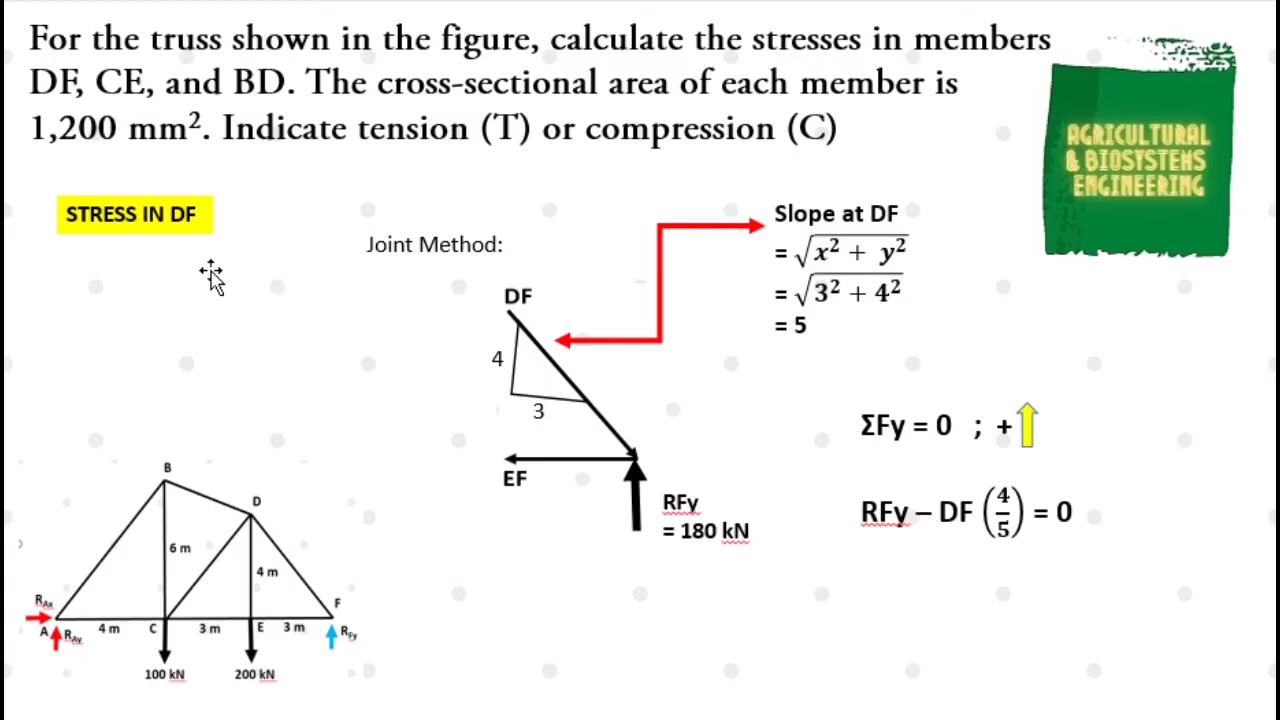 For the truss shown in the figure, calculate the stresses in members
DF, CE, and BD. The cross-sectional area of each member is
1,200 mm². Indicate tension (T) or compression (C)
AGRICULTURAL
& BIOSYSTEMS
ENGINEERING
STRESS IN DF
Joint Method:
Slope at DF
= √x² + y²
= √3² + 4²
= 5
DF
4
3
EF
RFy
= 180 kN
ΣFy = 0 ; +
RFy – DF (4/5) = 0
B
D
6 m
4 m
RAx
F
A
RAy
4 m
C
3 m
E
3 m
RFy
100 kN
200 kN